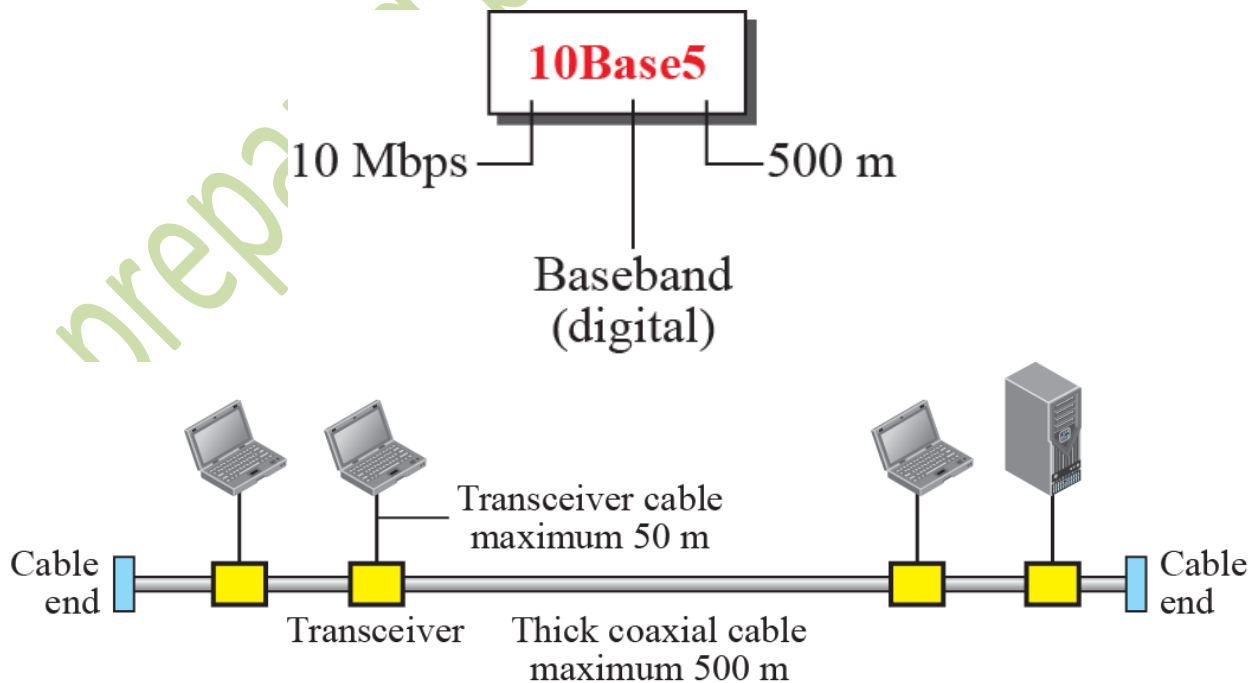 prepa
10Base5
10 Mbps
500 m
Baseband
(digital)
Transceiver cable
maximum 50 m
Cable
end
Cable
end
Transceiver
Thick coaxial cable
maximum 500 m